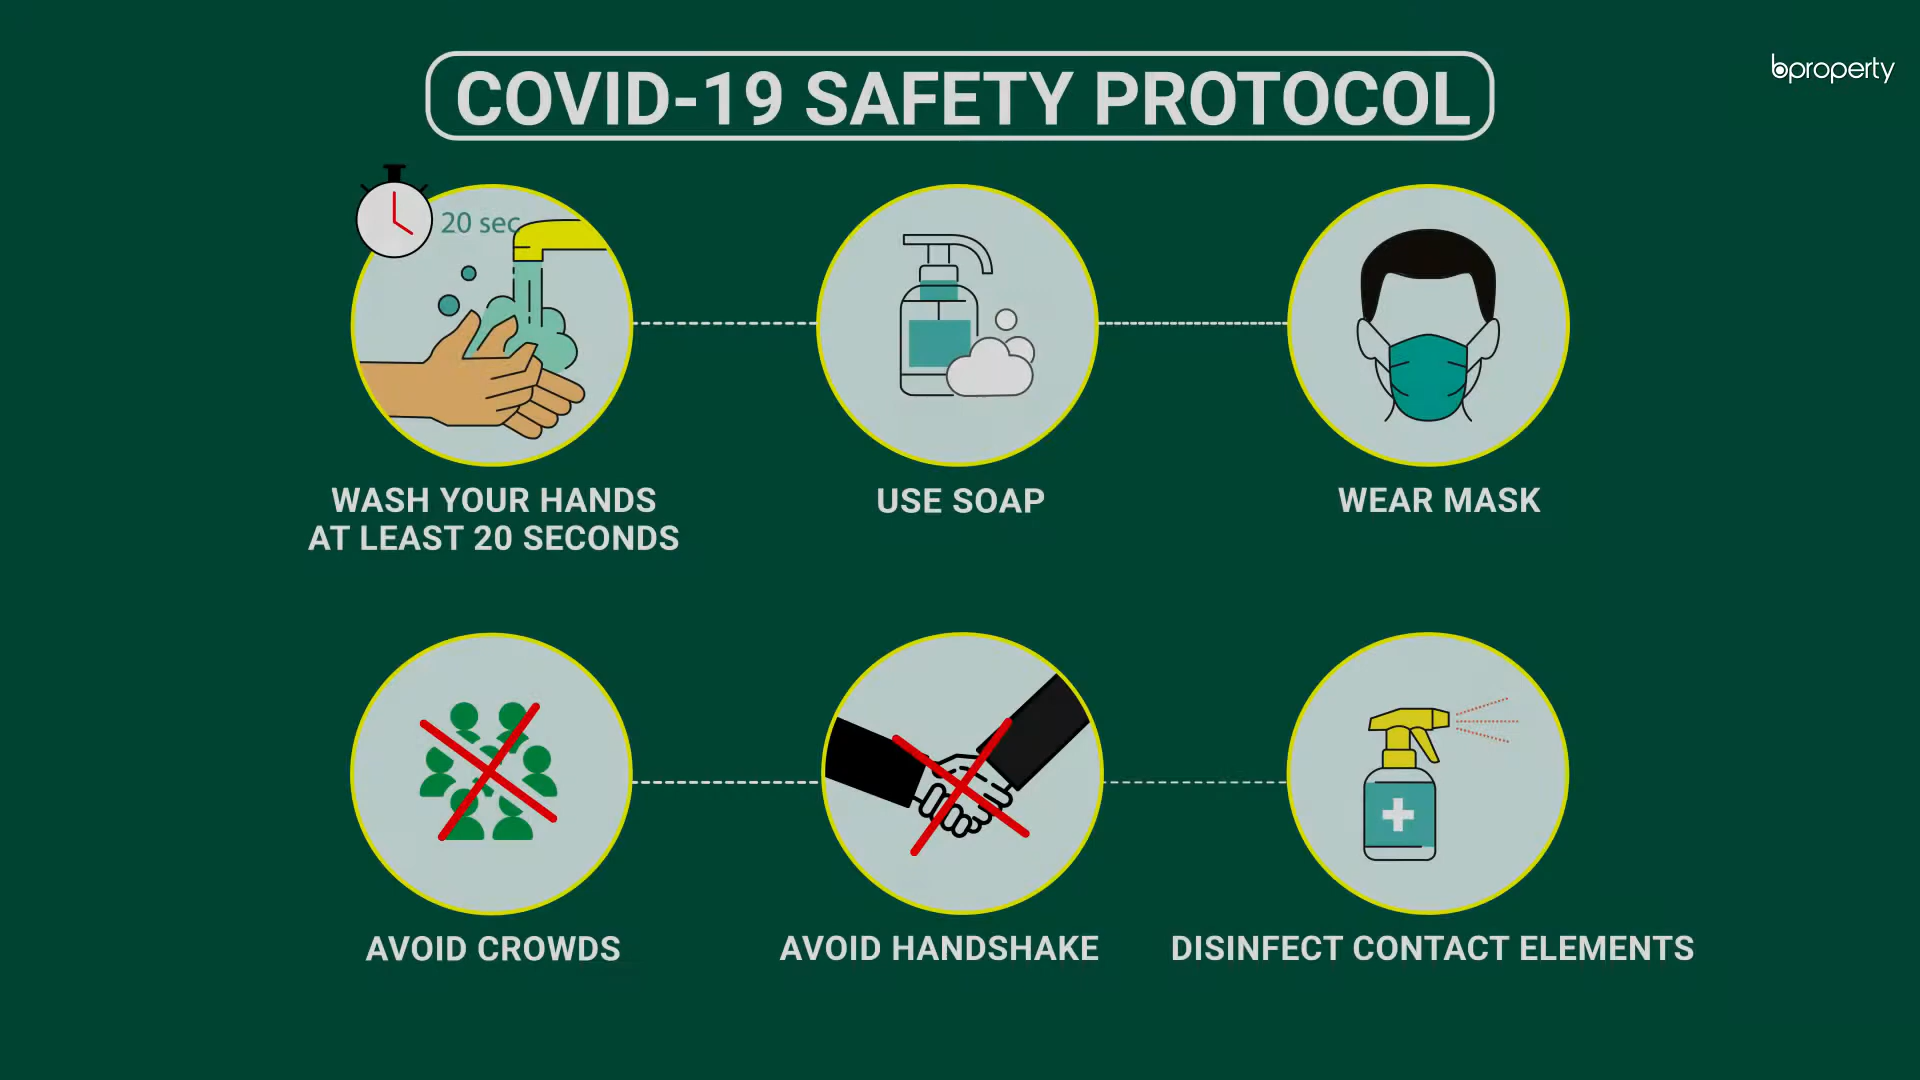 COVID-19 SAFETY PROTOCOL
bproperty
20 sec
WASH YOUR HANDS
AT LEAST 20 SECONDS
USE SOAP
WEAR MASK
AVOID CROWDS
AVOID HANDSHAKE
DISINFECT CONTACT ELEMENTS